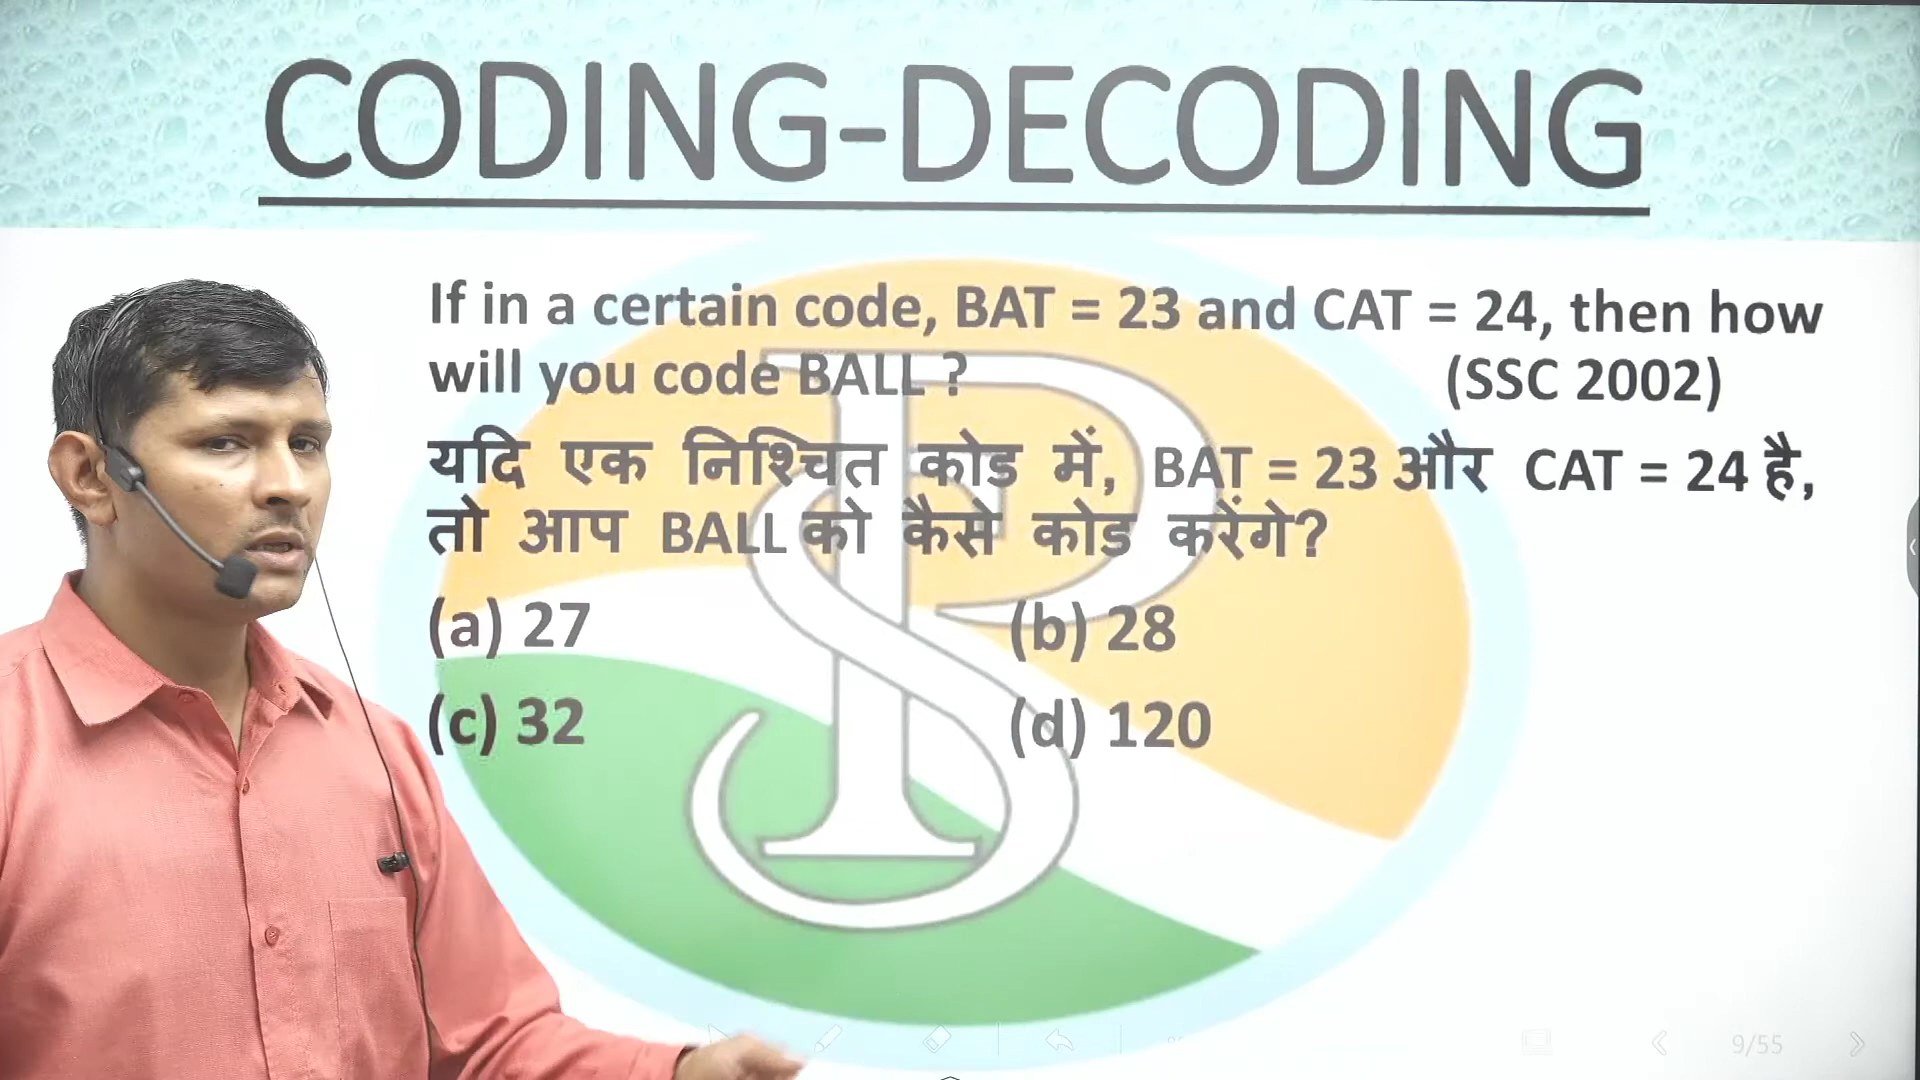 CODING-DECODING
If in a certain code, BAT = 23 and CAT = 24, then how
will you code BALL ? (SSC 2002)
यदि एक निश्चित कोड में, BAT = 23 और CAT = 24 है,
तो आप BALL को कैसे कोड करेंगे?
(a) 27 (b) 28
(c) 32 (d) 120
9/55